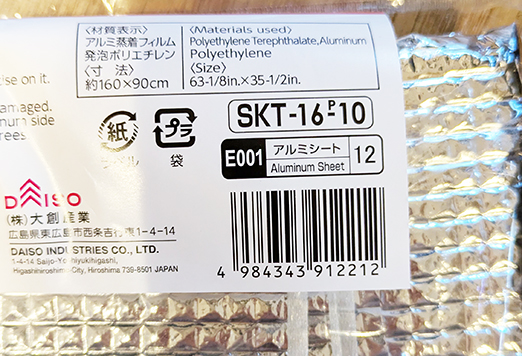 〈材質表示〉
アルミ蒸着フィルム
発泡ポリエチレン
〈寸 法〉
約160×90cm
〈Materials used〉
Polyethylene Terephthalate, Aluminum
Polyethylene
〈Size〉
63-1/8in.×35-1/2in.
ise on it.
amaged.
num side
rees
SKT-16-P-10
紙
プラ
袋
E001
アルミシート
Aluminum Sheet
12
DAISO
(株)大創産業
広島県東広島市西条吉行東1-4-14
DAISO INDUSTRIES CO., LTD.
1-4-14 Saijo-Yoshiyukihigashi,
Higashihiroshima-City, Hiroshima 739-8501 JAPAN
4 984343 912212